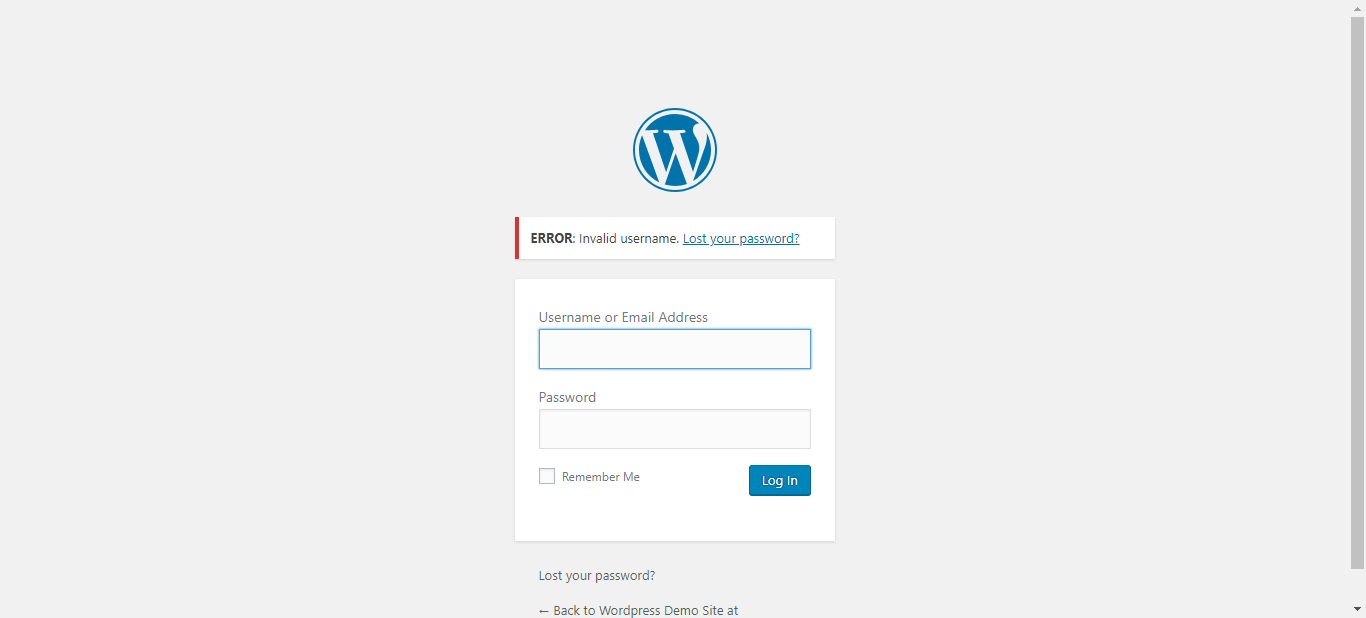 ERROR: Invalid username. Lost your password?
Username or Email Address
Password
Remember Me
Log In
Lost your password?
← Back to Wordpress Demo Site at